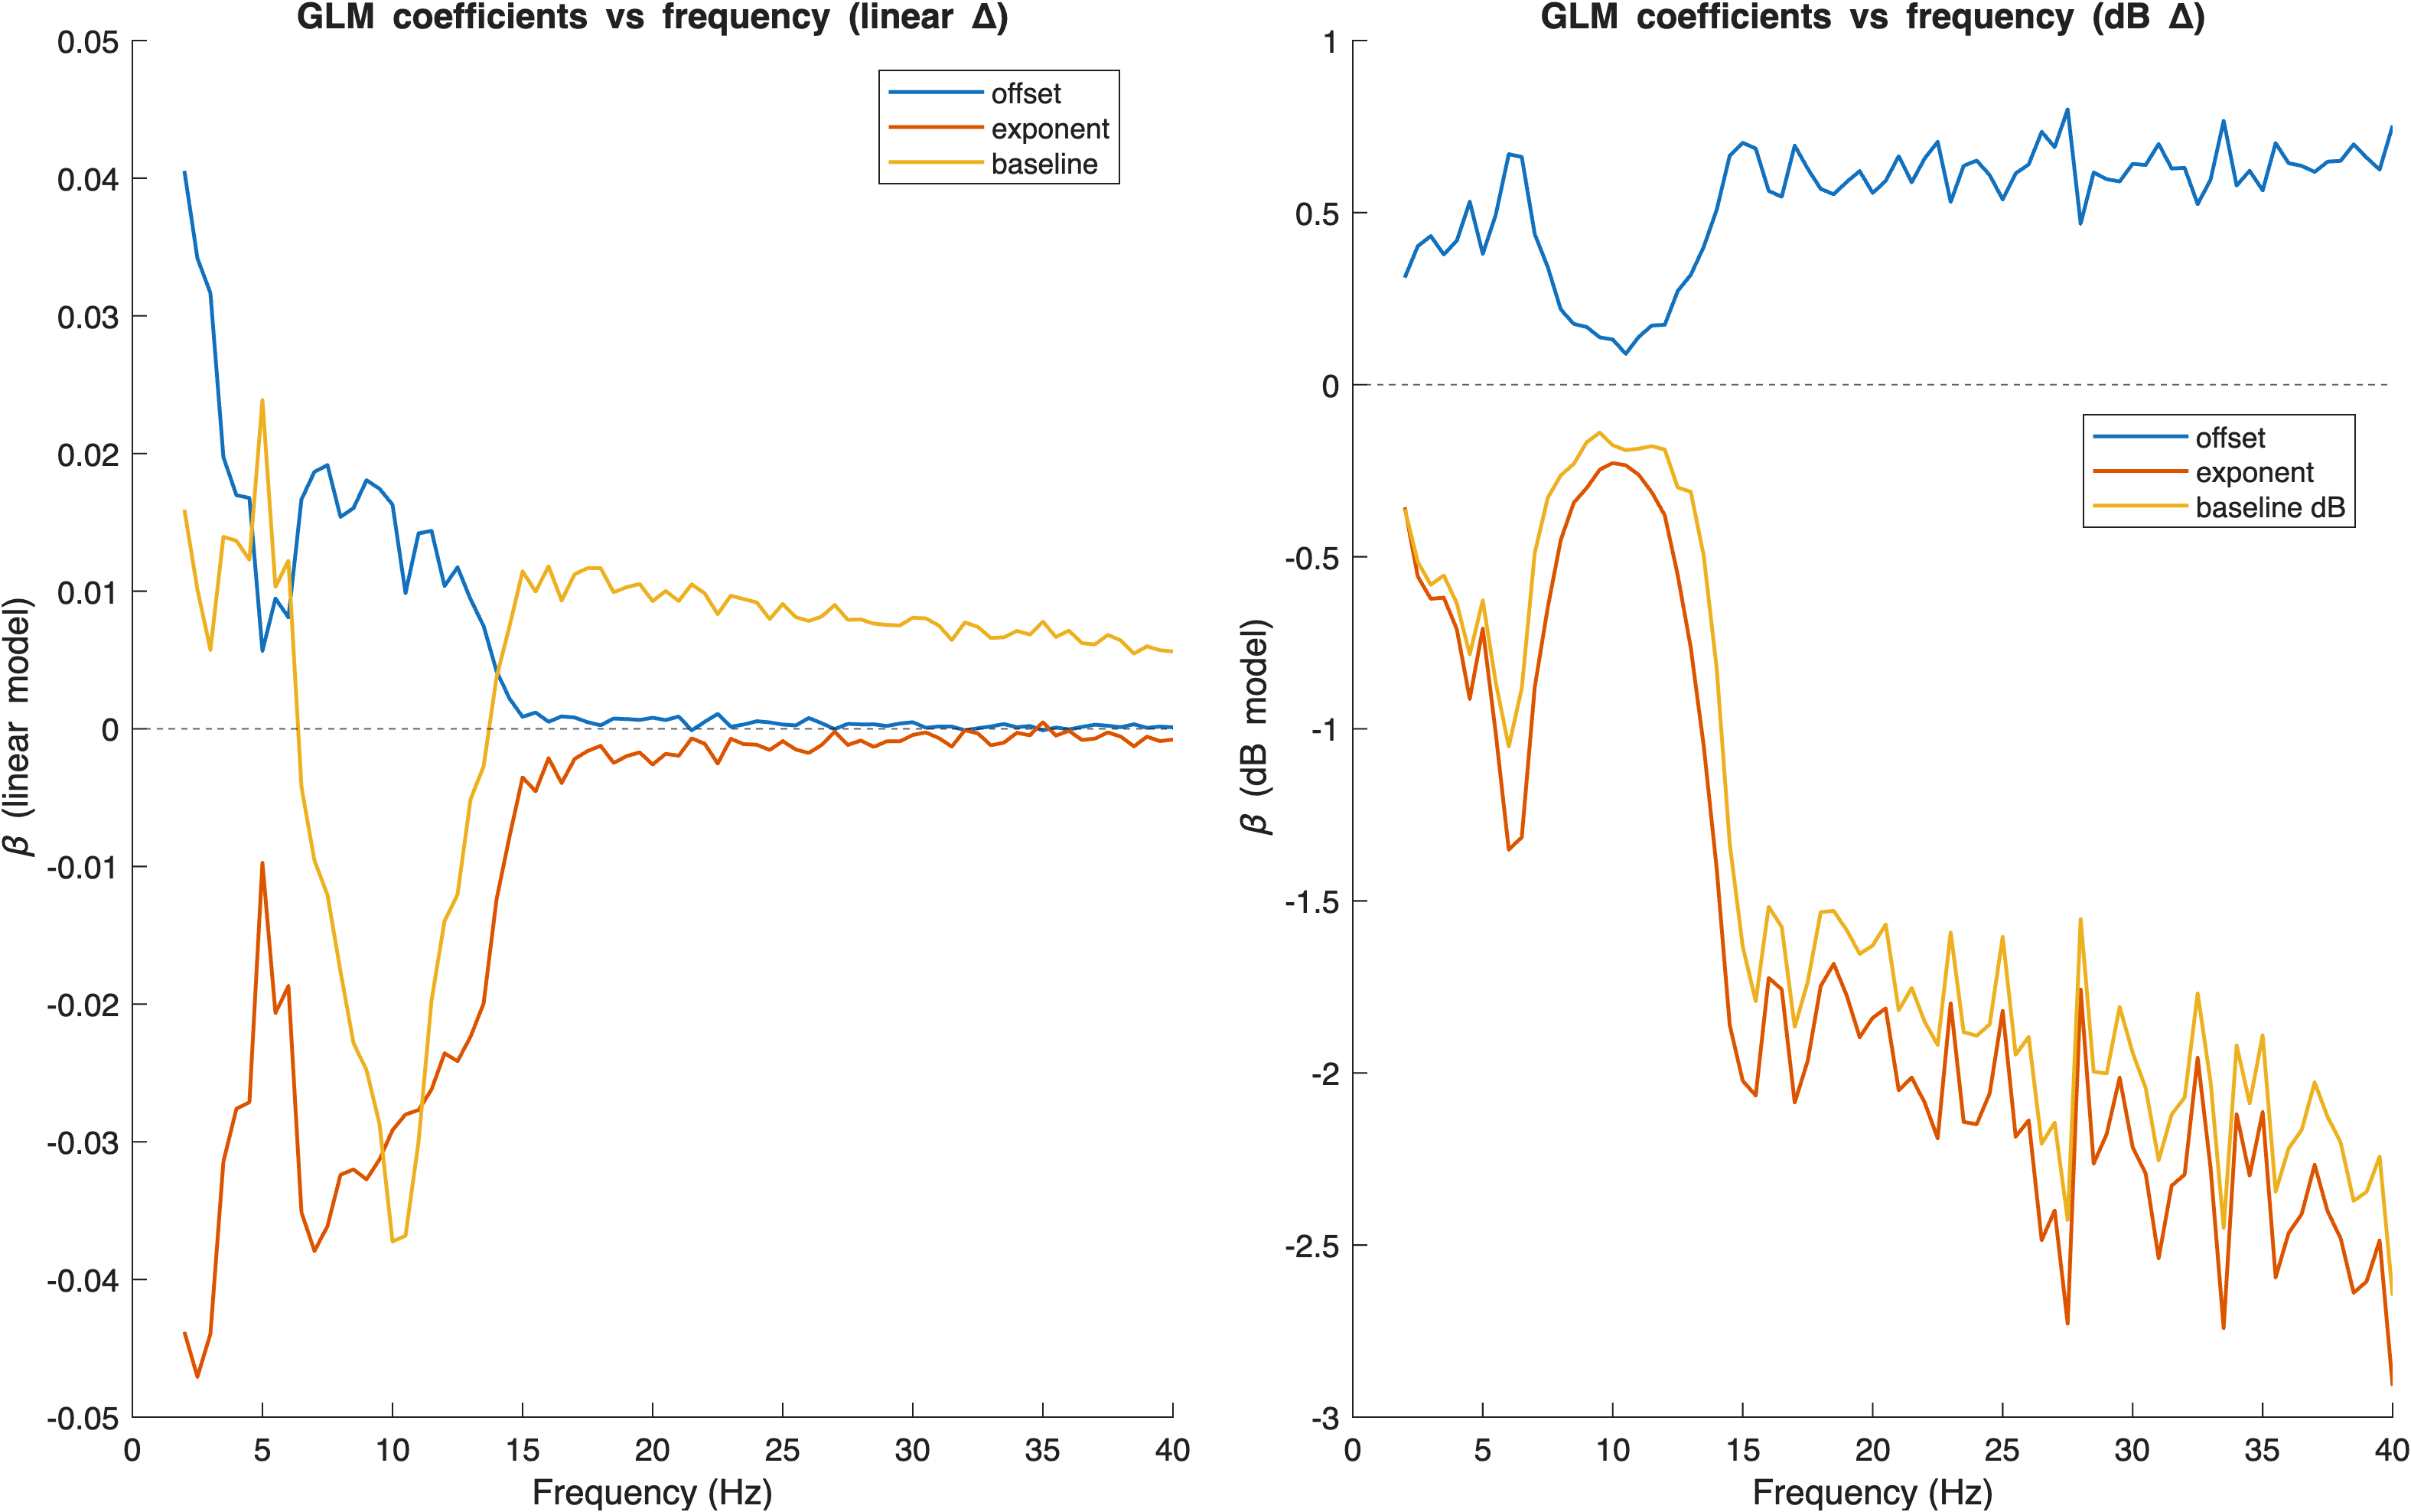 GLM coefficients vs frequency (linear Δ)
0.05
0.04
0.03
0.02
0.01
0
-0.01
-0.02
-0.03
-0.04
-0.05
β (linear model)
offset
exponent
baseline
0 5 10 15 20 25 30 35 40
Frequency (Hz)
GLM coefficients vs frequency (dB Δ)
1
0.5
0
-0.5
-1
-1.5
-2
-2.5
-3
β (dB model)
offset
exponent
baseline dB
0 5 10 15 20 25 30 35 40
Frequency (Hz)